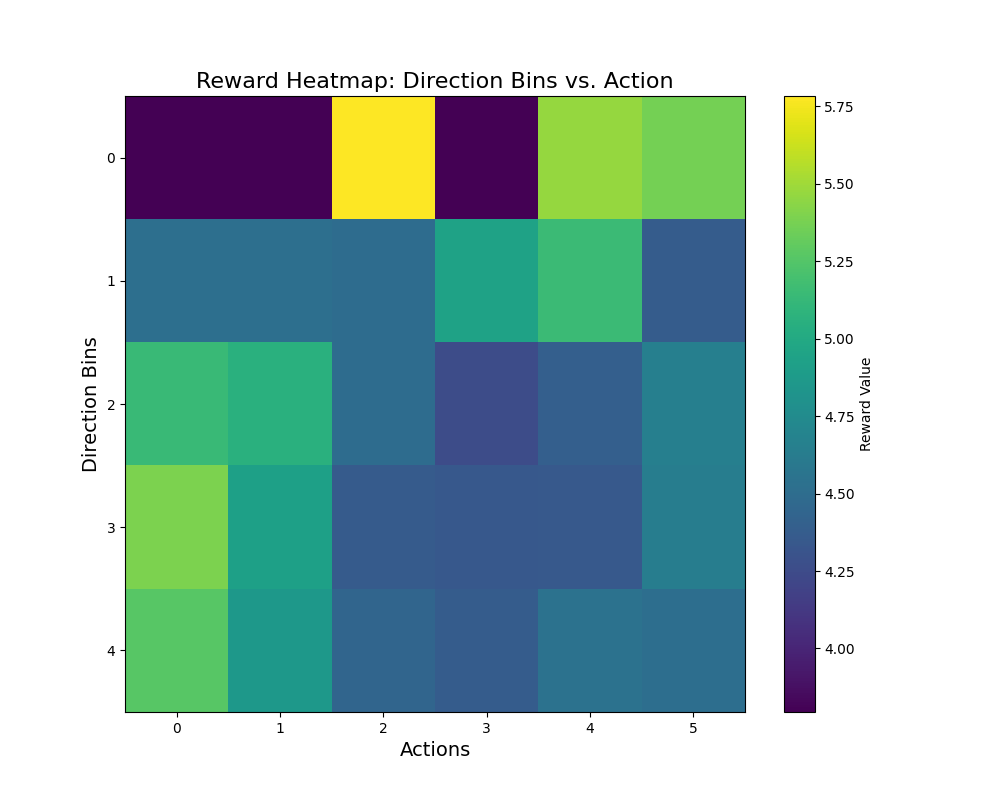 Reward Heatmap: Direction Bins vs. Action
Direction Bins
0
1
2
3
4
0 1 2 3 4 5
Actions
5.75
5.50
5.25
5.00
4.75
4.50
4.25
4.00
Reward Value